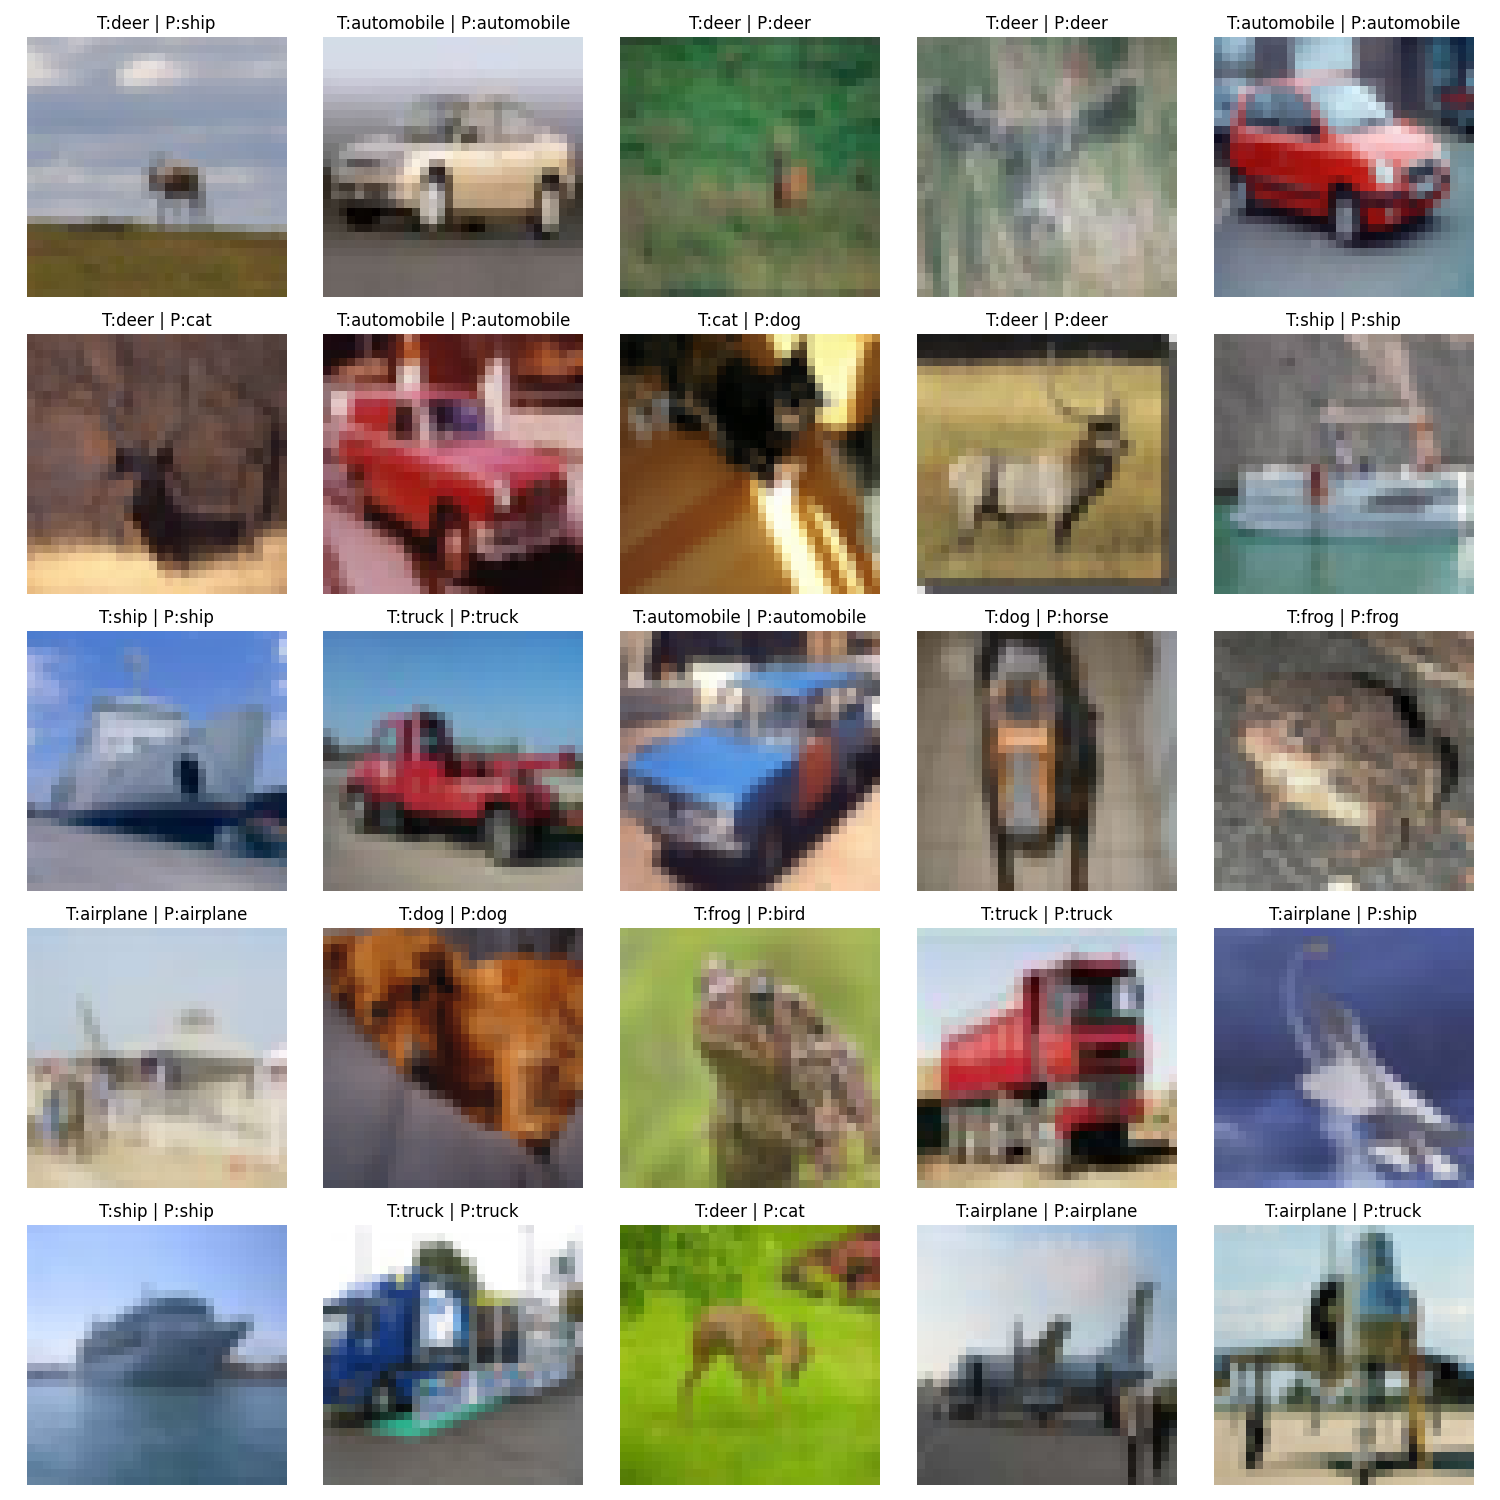 T:deer | P:ship
T:automobile | P:automobile
T:deer | P:deer
T:deer | P:deer
T:automobile | P:automobile
T:deer | P:cat
T:automobile | P:automobile
T:cat | P:dog
T:deer | P:deer
T:ship | P:ship
T:ship | P:ship
T:truck | P:truck
T:automobile | P:automobile
T:dog | P:horse
T:frog | P:frog
T:airplane | P:airplane
T:dog | P:dog
T:frog | P:bird
T:truck | P:truck
T:airplane | P:ship
T:ship | P:ship
T:truck | P:truck
T:deer | P:cat
T:airplane | P:airplane
T:airplane | P:truck